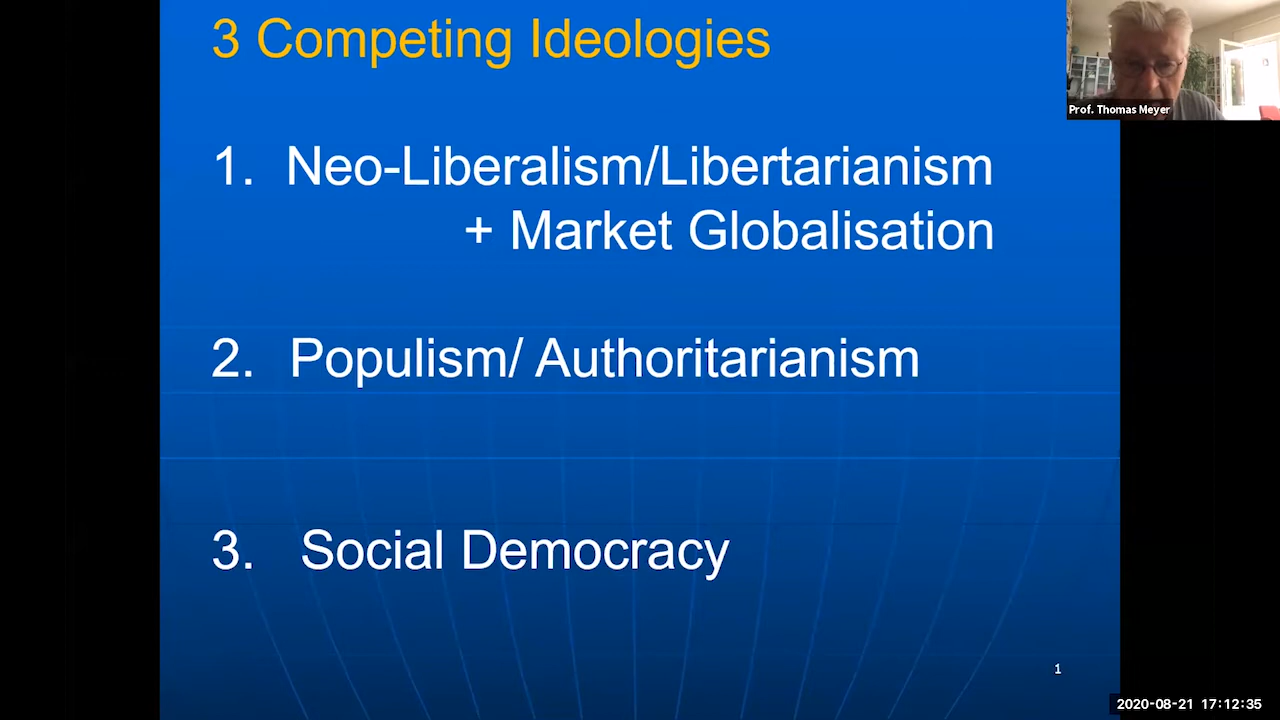 3 Competing Ideologies
Prof. Thomas Meyer
1. Neo-Liberalism/Libertarianism
+ Market Globalisation
2. Populism/ Authoritarianism
3. Social Democracy
1
2020-08-21 17:12:35